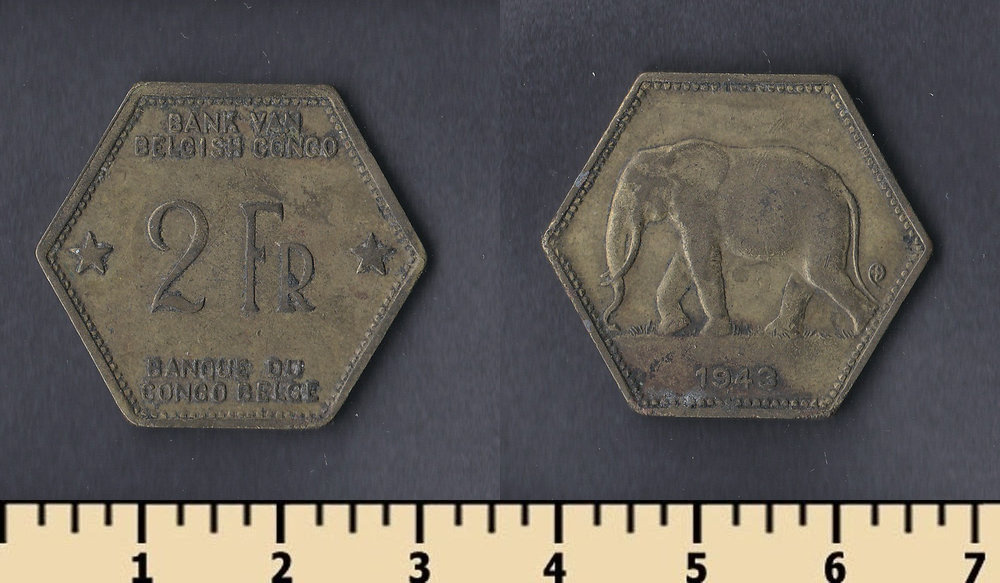 BANK VAN
BELGISH CONGO
2 FR
BANQUE DU
CONGO BELGE
1943
1 2 3 4 5 6 7